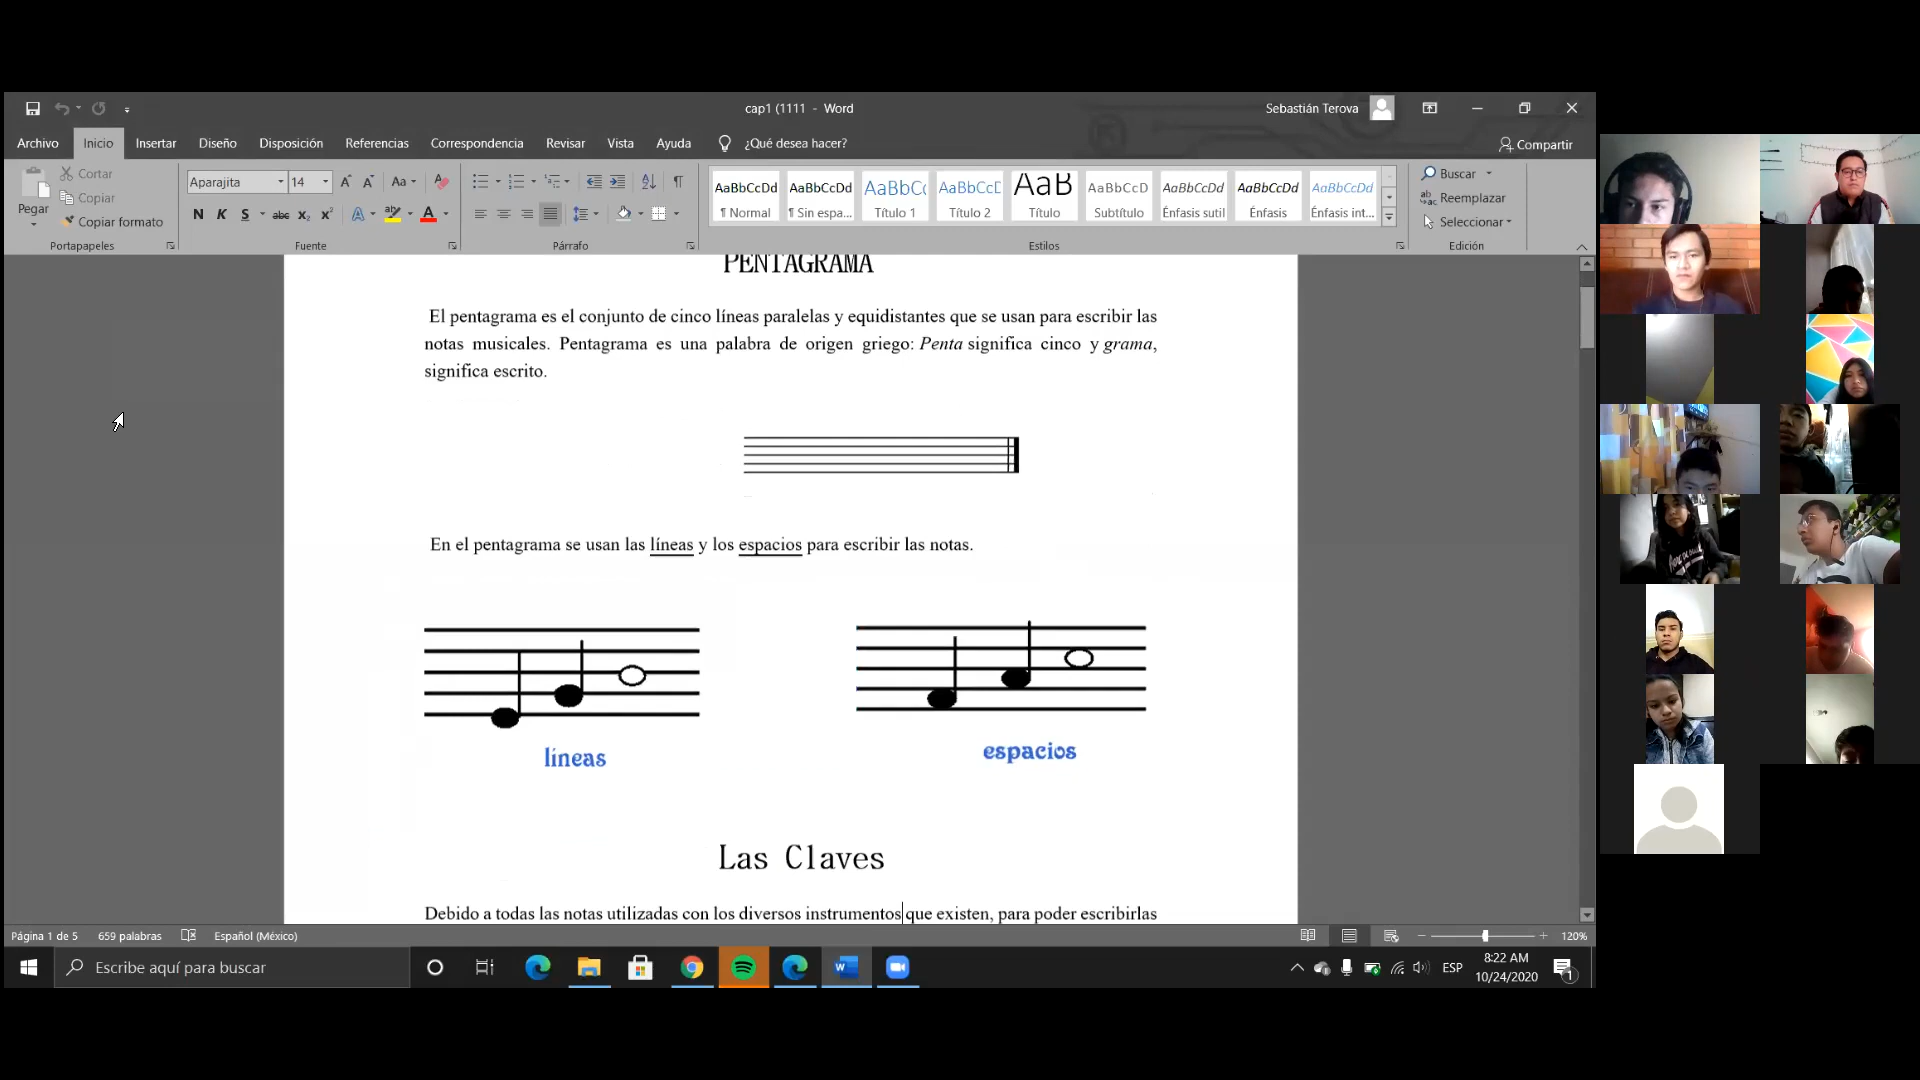 cap1 (1111 - Word
Sebastián Terova
Archivo Inicio Insertar Diseño Disposición Referencias Correspondencia Revisar Vista Ayuda ¿Qué desea hacer? Compartir
Pegar Cortar Copiar Copiar formato
Aparajita 14
N K S abc x₂ x² A A
AaBbCcDd AaBbCcDd AaBbC AaBbCcD AaB AaBbCcD AaBbCcDd AaBbCcDd AaBbCcDd
¶ Normal ¶ Sin espa... Título 1 Título 2 Título Subtítulo Énfasis sutil Énfasis Énfasis int...
Buscar
Reemplazar
Seleccionar
Portapapeles Fuente Párrafo Estilos Edición
PENTAGRAMA
El pentagrama es el conjunto de cinco líneas paralelas y equidistantes que se usan para escribir las
notas musicales. Pentagrama es una palabra de origen griego: Penta significa cinco y grama,
significa escrito.
En el pentagrama se usan las líneas y los espacios para escribir las notas.
líneas espacios
Las Claves
Debido a todas las notas utilizadas con los diversos instrumentos que existen, para poder escribirlas
Página 1 de 5 659 palabras Español (México) 120%
Escribe aquí para buscar
ESP
8:22 AM
10/24/2020
1